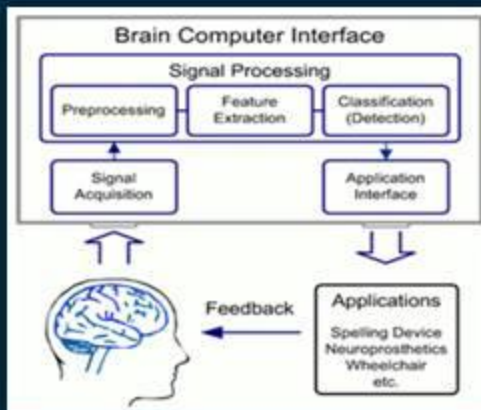 Brain Computer Interface
Signal Processing
Preprocessing
Feature
Extraction
Classification
(Detection)
Signal
Acquisition
Application
Interface
Feedback
Applications
Spelling Device
Neuroprosthetics
Wheelchair
etc.